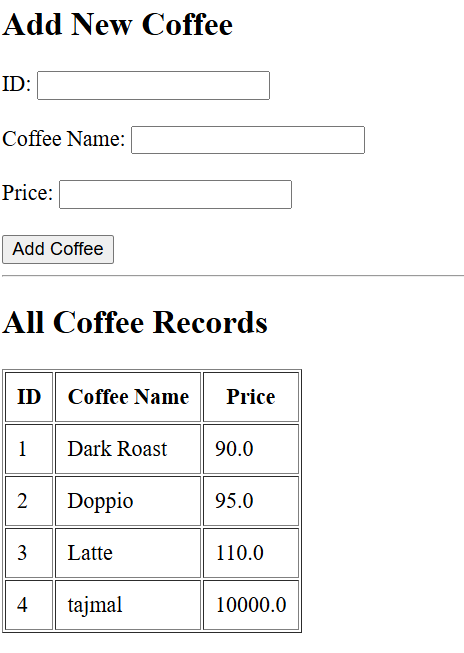 Add New Coffee
ID:
Coffee Name:
Price:
Add Coffee
All Coffee Records
ID Coffee Name Price
1 Dark Roast 90.0
2 Doppio 95.0
3 Latte 110.0
4 tajmal 10000.0